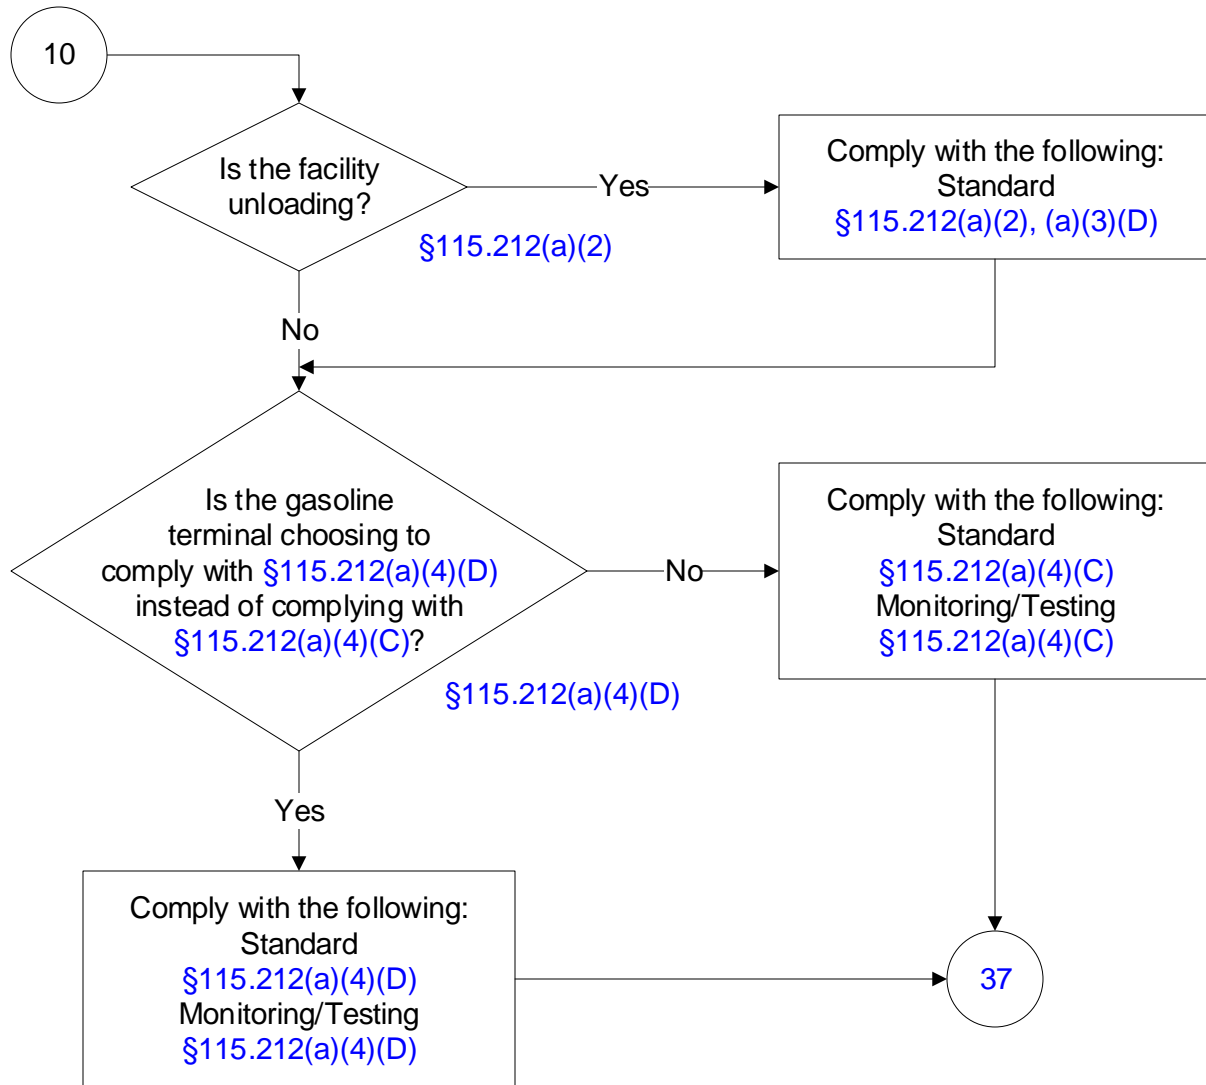 10
Is the facility
unloading?
Yes
§115.212(a)(2)
Comply with the following:
Standard
§115.212(a)(2), (a)(3)(D)
No
Is the gasoline
terminal choosing to
comply with §115.212(a)(4)(D)
instead of complying with
§115.212(a)(4)(C)?
No
§115.212(a)(4)(D)
Comply with the following:
Standard
§115.212(a)(4)(C)
Monitoring/Testing
§115.212(a)(4)(C)
Yes
Comply with the following:
Standard
§115.212(a)(4)(D)
Monitoring/Testing
§115.212(a)(4)(D)
37